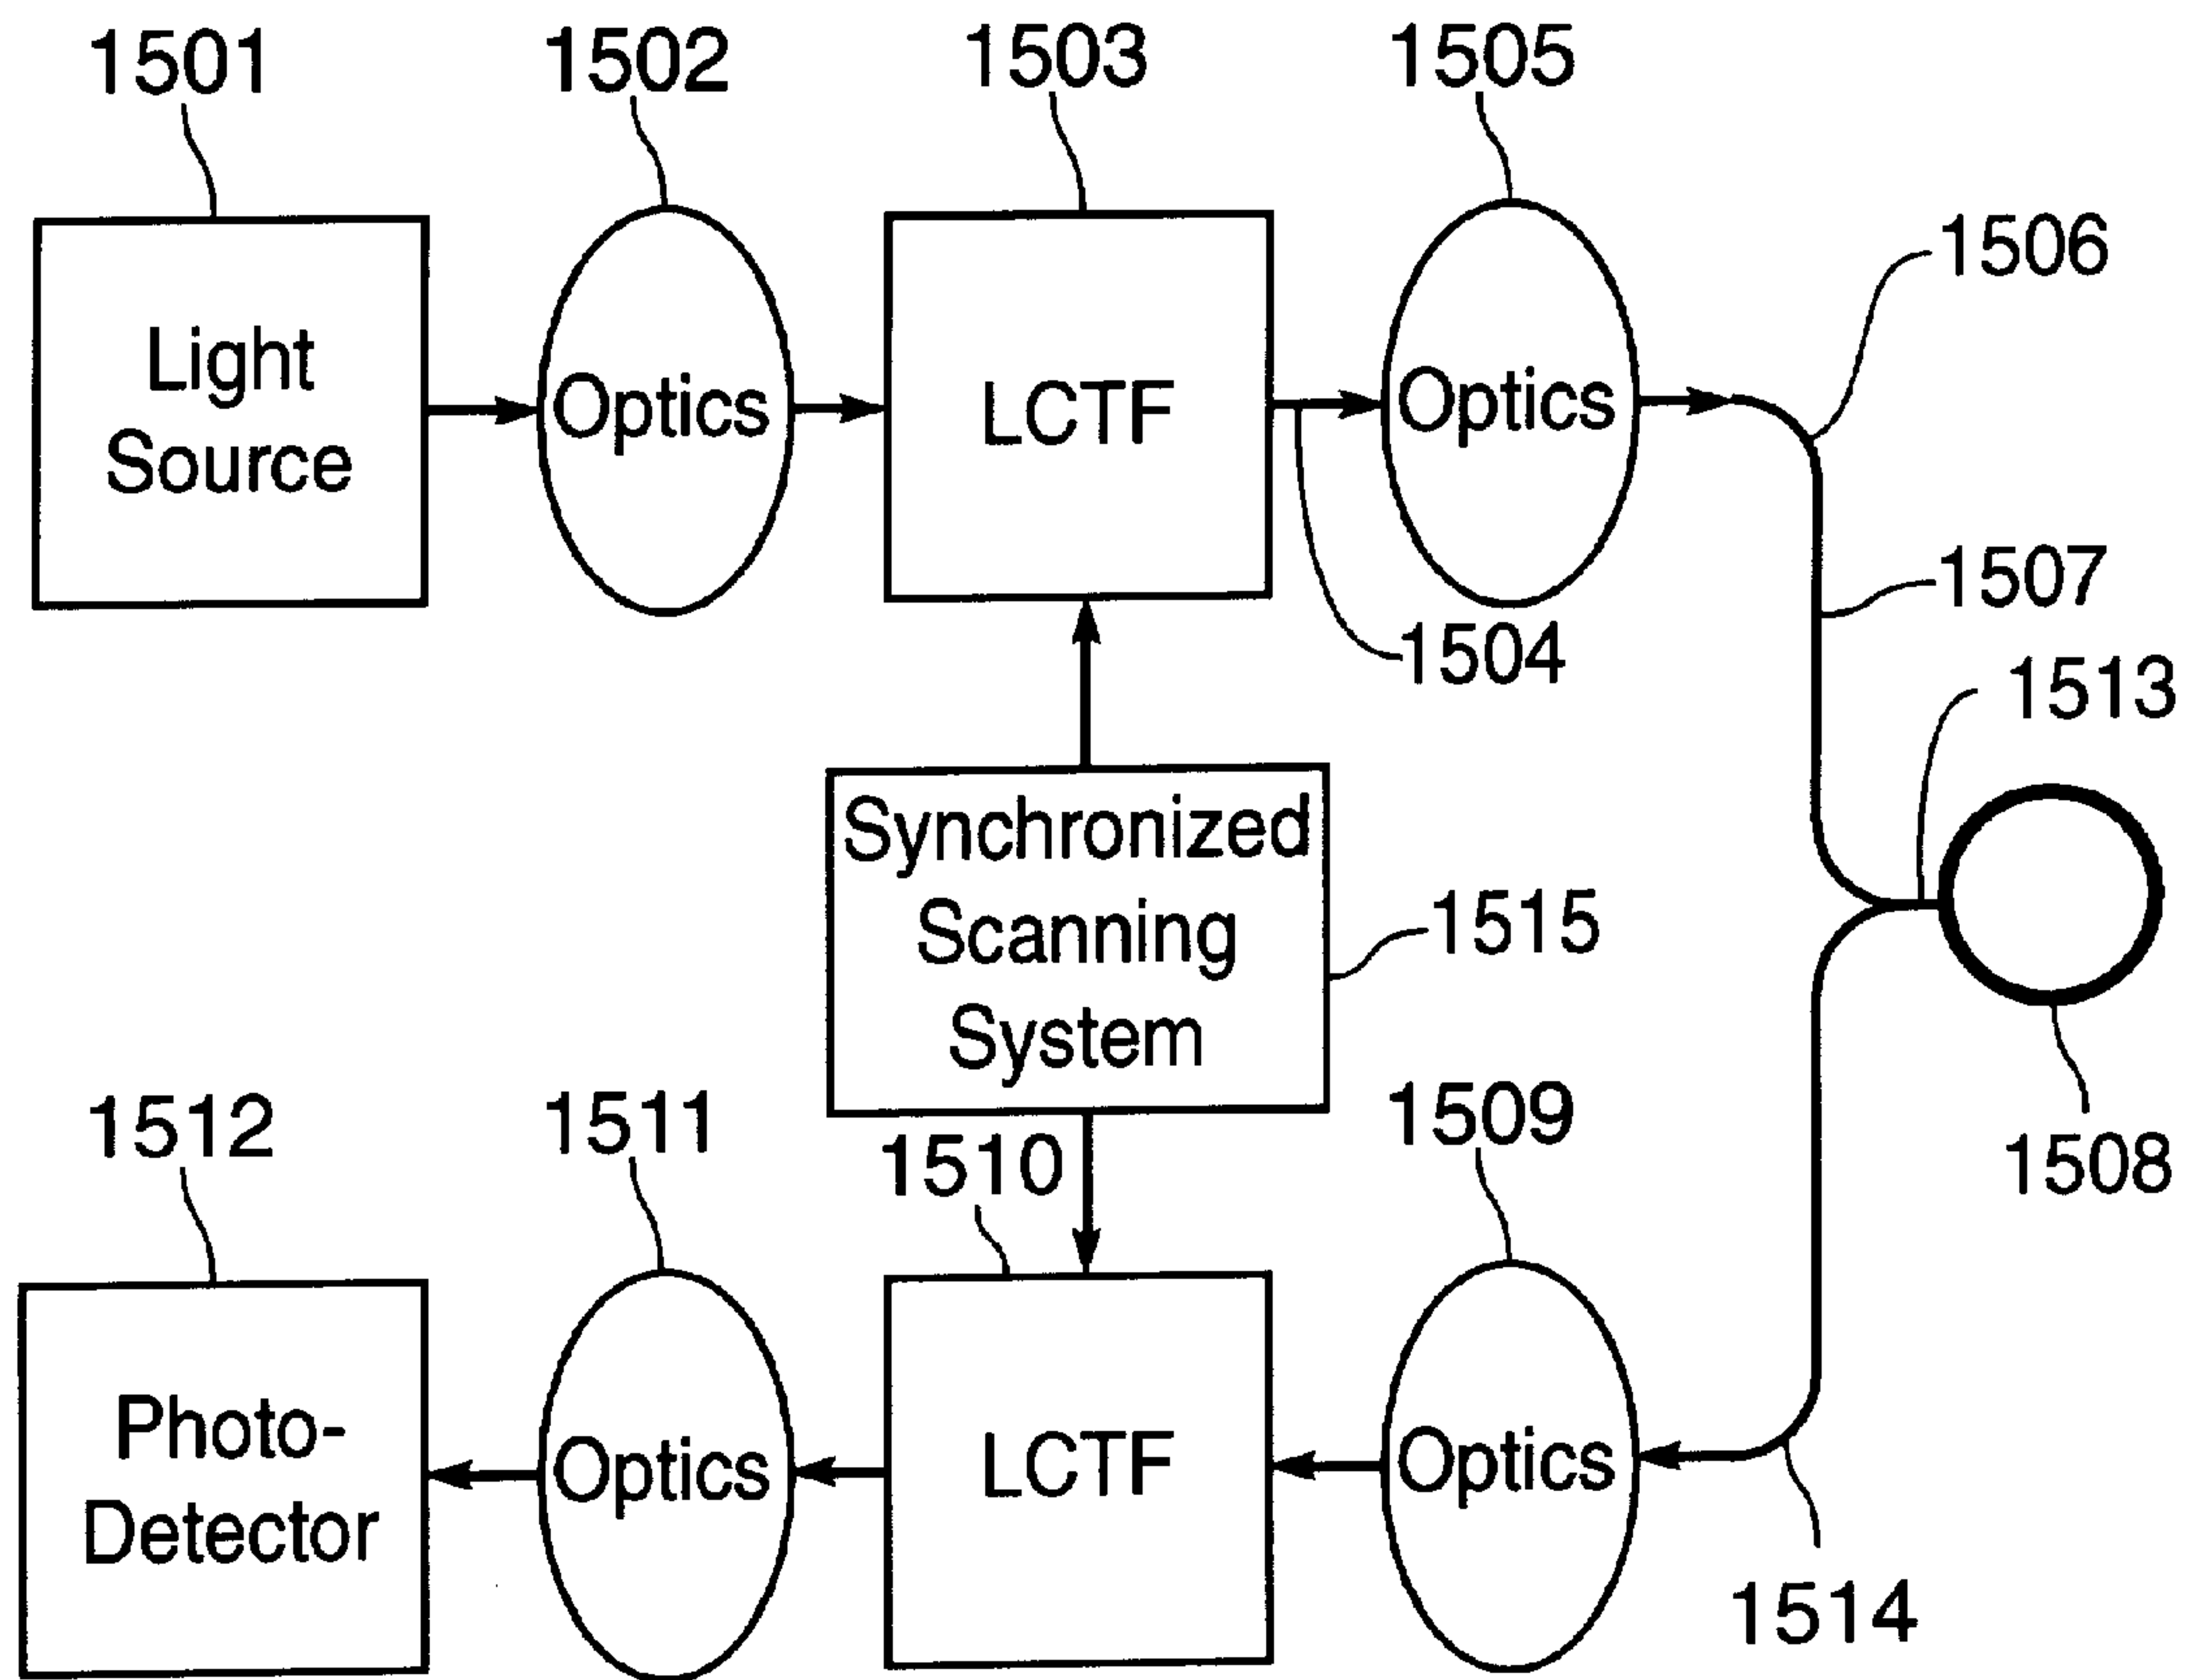 1501
1502
1503
1505
1506
Light
Source
Optics
LCTF
Optics
1507
1504
1513
Synchronized
Scanning
System
1515
1508
1512
1511
1510
1509
Photo-
Detector
Optics
LCTF
Optics
1514